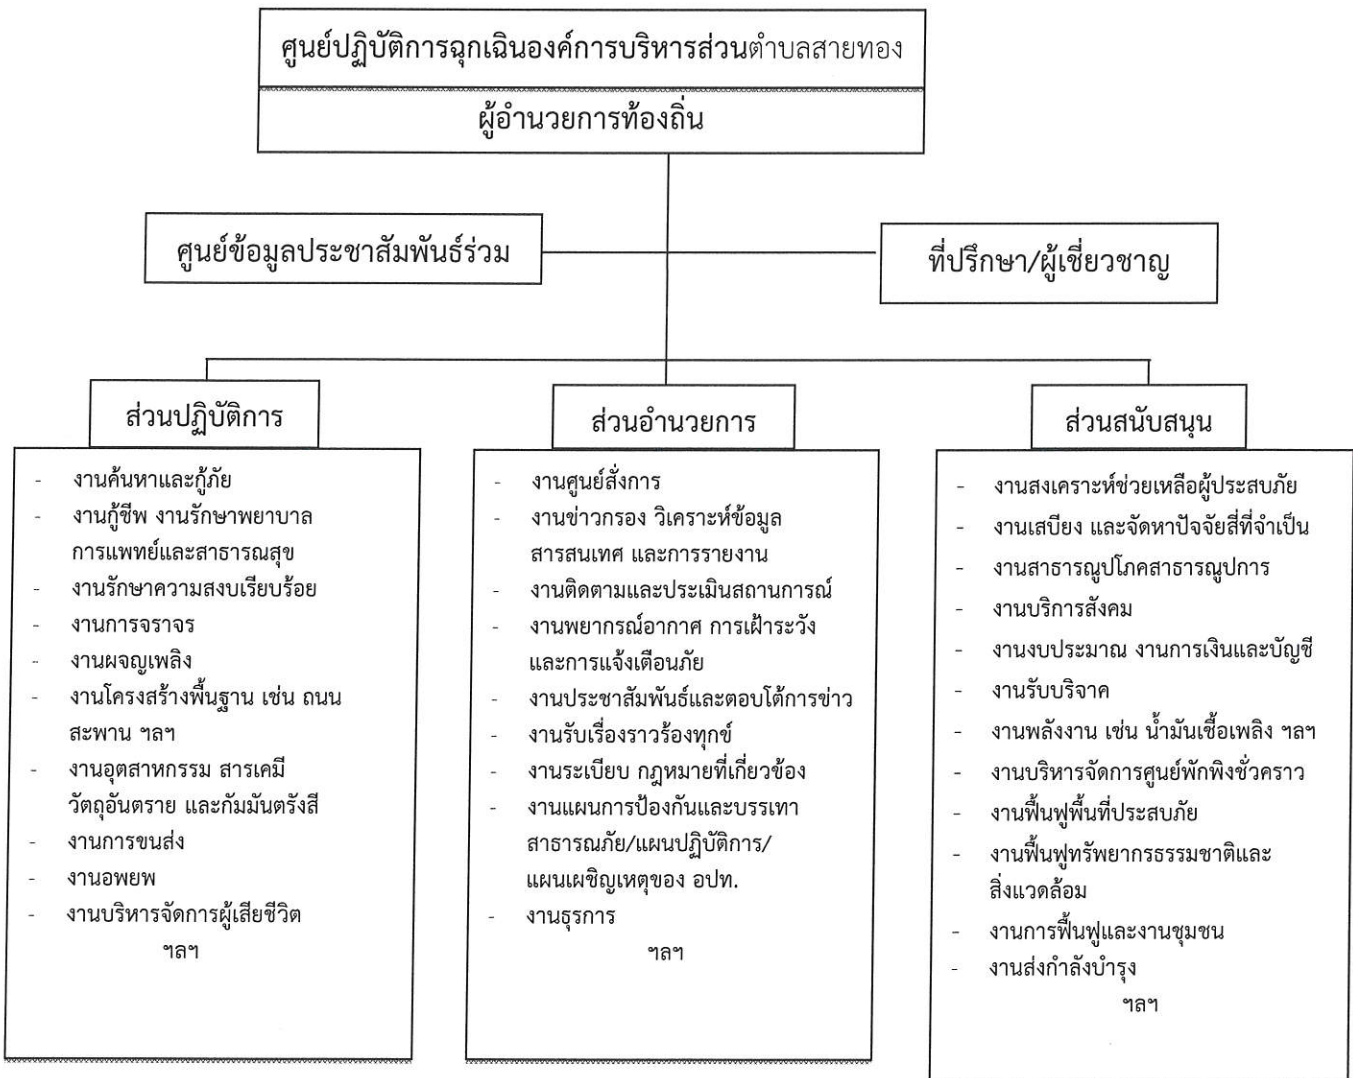 ศูนย์ปฏิบัติการฉุกเฉินองค์การบริหารส่วนตำบลสายทอง
ผู้อำนวยการท้องถิ่น
ศูนย์ข้อมูลประชาสัมพันธ์ร่วม
ที่ปรึกษา/ผู้เชี่ยวชาญ
ส่วนปฏิบัติการ
- งานค้นหาและกู้ภัย
- งานกู้ชีพ งานรักษาพยาบาล
การแพทย์และสาธารณสุข
- งานรักษาความสงบเรียบร้อย
- งานการจราจร
- งานผจญเพลิง
- งานโครงสร้างพื้นฐาน เช่น ถนน
สะพาน ฯลฯ
- งานอุตสาหกรรม สารเคมี
วัตถุอันตราย และกัมมันตรังสี
- งานการขนส่ง
- งานอพยพ
- งานบริหารจัดการผู้เสียชีวิต
ฯลฯ
ส่วนอำนวยการ
- งานศูนย์สั่งการ
- งานข่าวกรอง วิเคราะห์ข้อมูล
สารสนเทศ และการรายงาน
- งานติดตามและประเมินสถานการณ์
- งานพยากรณ์อากาศ การเฝ้าระวัง
และการแจ้งเตือนภัย
- งานประชาสัมพันธ์และตอบโต้การข่าว
- งานรับเรื่องราวร้องทุกข์
- งานระเบียบ กฎหมายที่เกี่ยวข้อง
- งานแผนการป้องกันและบรรเทา
สาธารณภัย/แผนปฏิบัติการ/
แผนเผชิญเหตุของ อปท.
- งานธุรการ
ฯลฯ
ส่วนสนับสนุน
- งานสงเคราะห์ช่วยเหลือผู้ประสบภัย
- งานเสบียง และจัดหาปัจจัยสี่ที่จำเป็น
- งานสาธารณูปโภคสาธารณูปการ
- งานบริการสังคม
- งานงบประมาณ งานการเงินและบัญชี
- งานรับบริจาค
- งานพลังงาน เช่น น้ำมันเชื้อเพลิง ฯลฯ
- งานบริหารจัดการศูนย์พักพิงชั่วคราว
- งานฟื้นฟูพื้นที่ประสบภัย
- งานฟื้นฟูทรัพยากรธรรมชาติและ
สิ่งแวดล้อม
- งานการฟื้นฟูและงานชุมชน
- งานส่งกำลังบำรุง
ฯลฯ